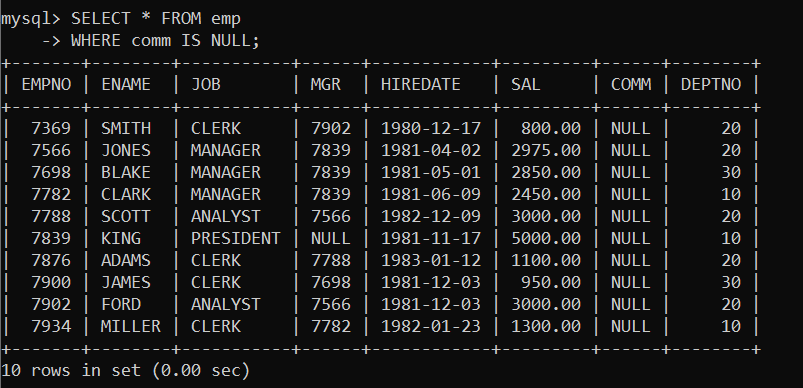 mysql> SELECT * FROM emp
    -> WHERE comm IS NULL;
+-------+--------+-----------+------+------------+---------+------+--------+
| EMPNO | ENAME  | JOB       | MGR  | HIREDATE   | SAL     | COMM | DEPTNO |
+-------+--------+-----------+------+------------+---------+------+--------+
|  7369 | SMITH  | CLERK     | 7902 | 1980-12-17 |  800.00 | NULL |     20 |
|  7566 | JONES  | MANAGER   | 7839 | 1981-04-02 | 2975.00 | NULL |     20 |
|  7698 | BLAKE  | MANAGER   | 7839 | 1981-05-01 | 2850.00 | NULL |     30 |
|  7782 | CLARK  | MANAGER   | 7839 | 1981-06-09 | 2450.00 | NULL |     10 |
|  7788 | SCOTT  | ANALYST   | 7566 | 1982-12-09 | 3000.00 | NULL |     20 |
|  7839 | KING   | PRESIDENT | NULL | 1981-11-17 | 5000.00 | NULL |     10 |
|  7876 | ADAMS  | CLERK     | 7788 | 1983-01-12 | 1100.00 | NULL |     20 |
|  7900 | JAMES  | CLERK     | 7698 | 1981-12-03 |  950.00 | NULL |     30 |
|  7902 | FORD   | ANALYST   | 7566 | 1981-12-03 | 3000.00 | NULL |     20 |
|  7934 | MILLER | CLERK     | 7782 | 1982-01-23 | 1300.00 | NULL |     10 |
+-------+--------+-----------+------+------------+---------+------+--------+
10 rows in set (0.00 sec)